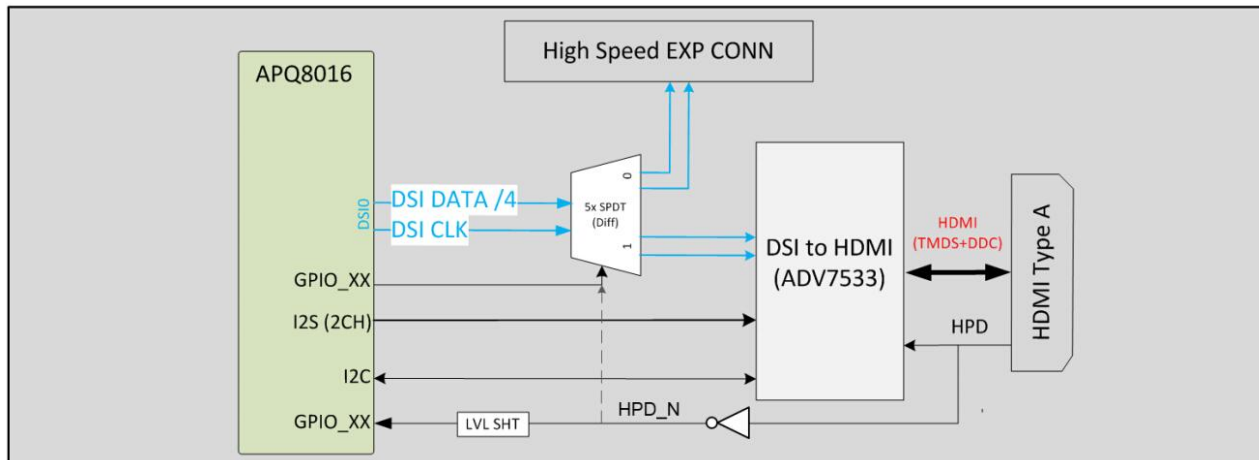 High Speed EXP CONN
APQ8016
DSI0
DSI DATA /4
DSI CLK
0
5x SPDT
(Diff)
1
DSI to HDMI
(ADV7533)
HDMI
(TMDS+DDC)
HDMI Type A
GPIO_XX
I2S (2CH)
HPD
I2C
GPIO_XX
LVL SHT
HPD_N